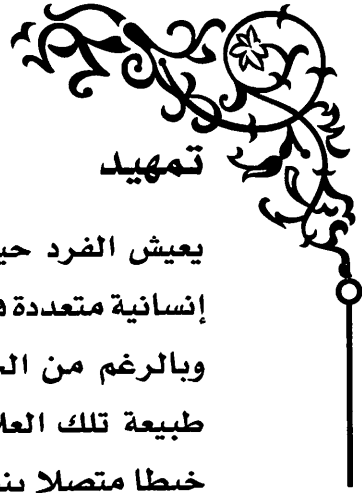 تمهيد
يعيش الفرد
إنسانية متعددة
وبالرغم من
طبيعة تلك
خيطا متصلا